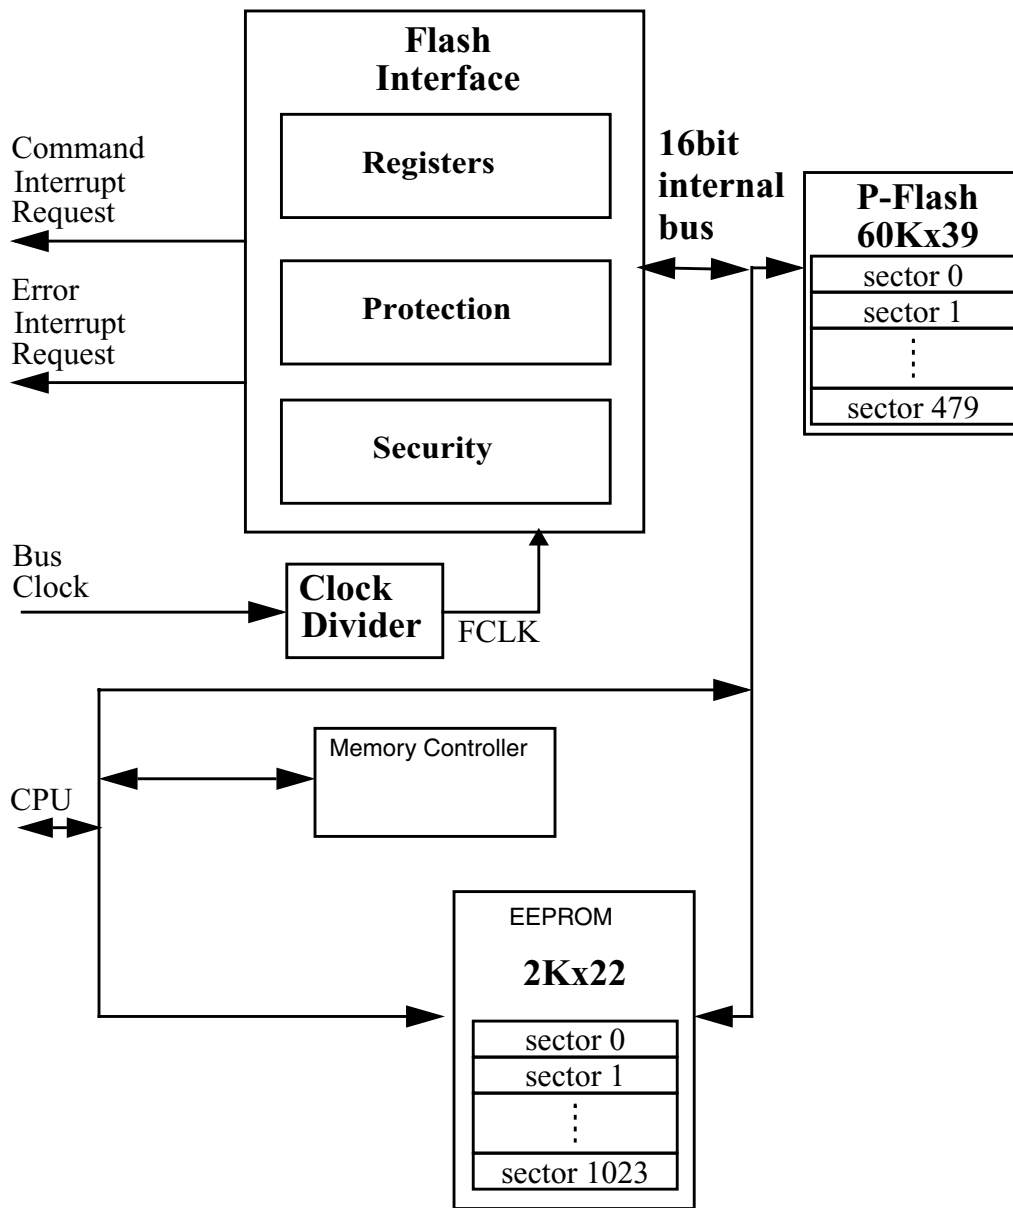 Flash
Interface
Registers
Protection
Security
Command
Interrupt
Request
Error
Interrupt
Request
16bit
internal
bus
P-Flash
60Kx39
sector 0
sector 1
sector 479
Bus
Clock
Clock
Divider
FCLK
Memory Controller
CPU
EEPROM
2Kx22
sector 0
sector 1
sector 1023